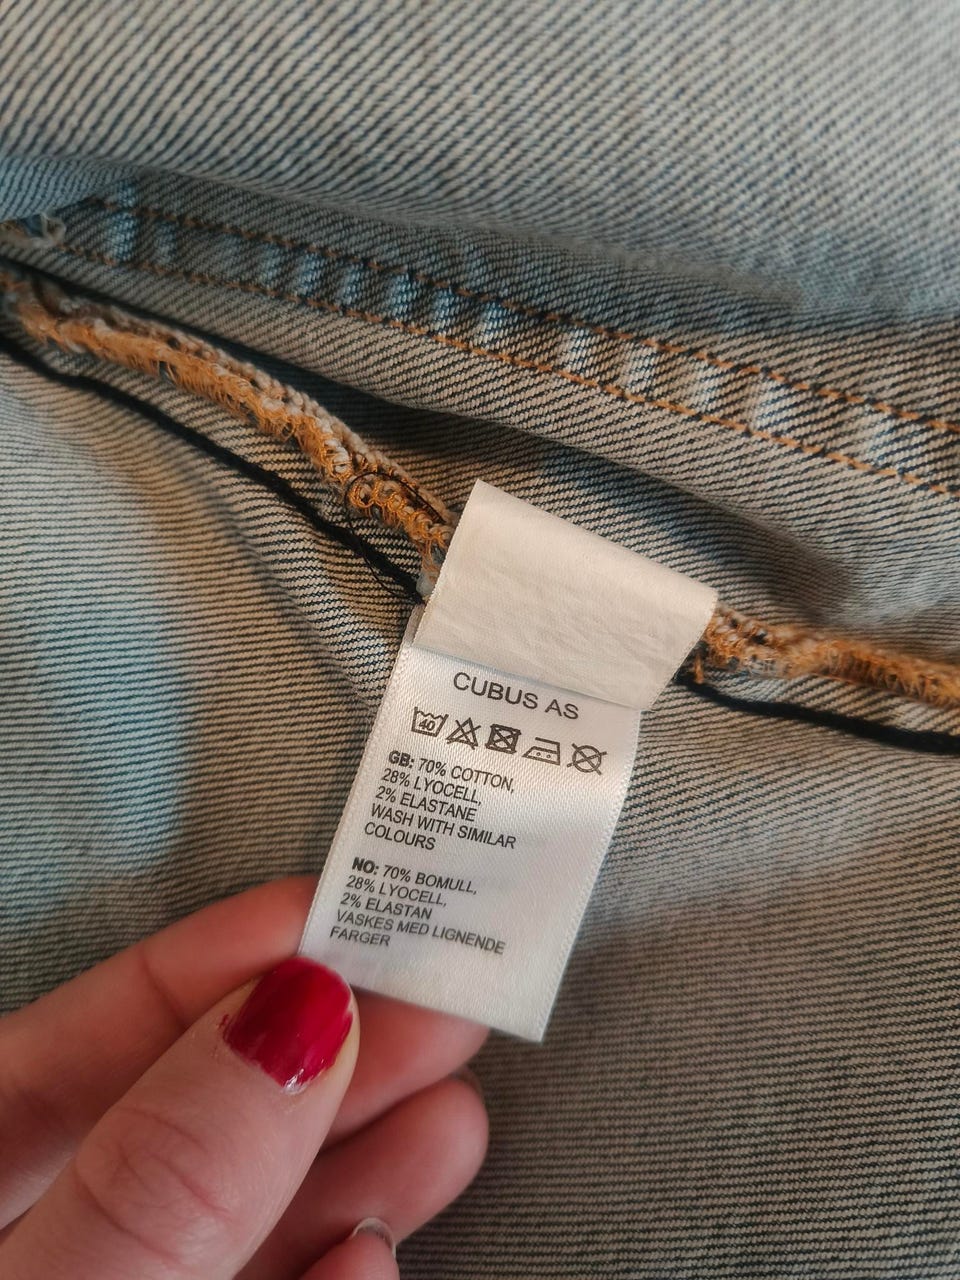 CUBUS AS
40
GB: 70% COTTON,
28% LYOCELL,
2% ELASTANE
WASH WITH SIMILAR
COLOURS
NO: 70% BOMULL,
28% LYOCELL,
2% ELASTAN
VASKES MED LIGNENDE
FARGER